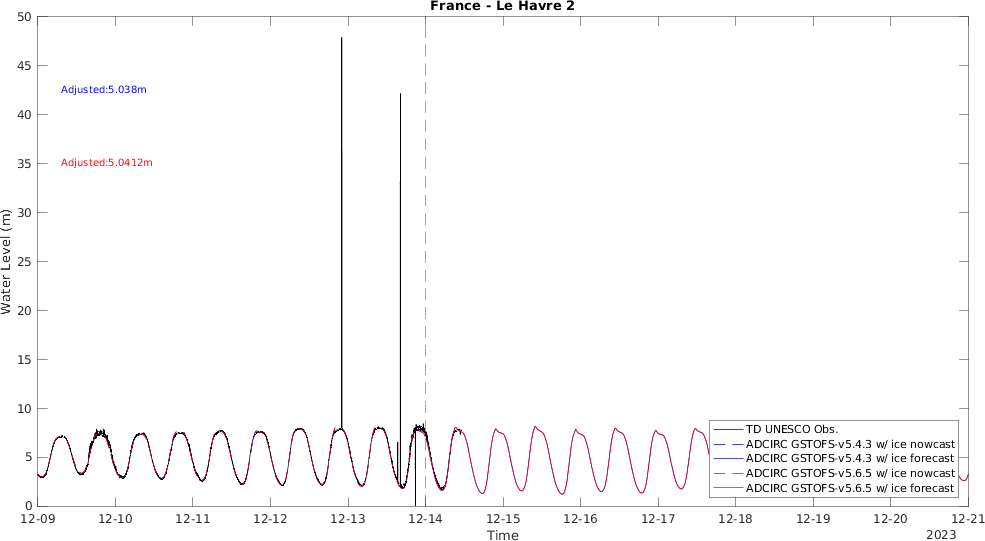 France - Le Havre 2
50
45
40
35
30
25
20
15
10
5
0
Water Level (m)
Adjusted:5.038m
Adjusted:5.0412m
TD UNESCO Obs.
ADCIRC GSTOFS-v5.4.3 w/ ice nowcast
ADCIRC GSTOFS-v5.4.3 w/ ice forecast
ADCIRC GSTOFS-v5.6.5 w/ ice nowcast
ADCIRC GSTOFS-v5.6.5 w/ ice forecast
12-09 12-10 12-11 12-12 12-13 12-14 12-15 12-16 12-17 12-18 12-19 12-20 12-21
Time
2023